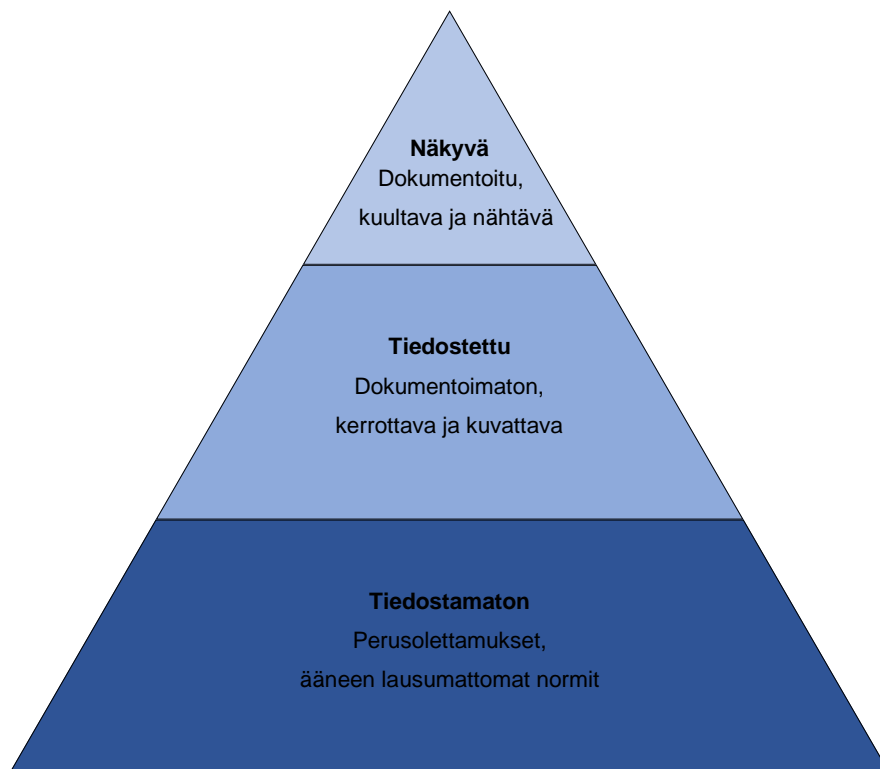 Näkyvä
Dokumentoitu,
kuultava ja nähtävä
Tiedostettu
Dokumentoimaton,
kerrottava ja kuvattava
Tiedostamaton
Perusolettamukset,
ääneen lausumattomat normit